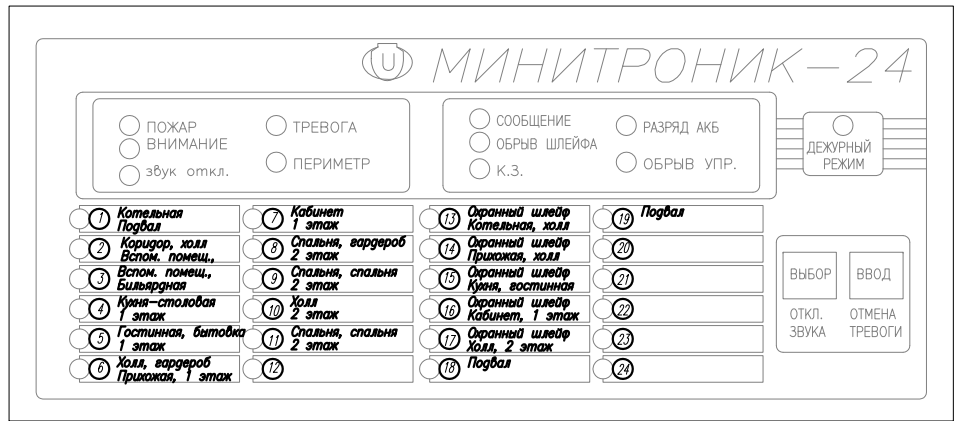 U МИНИТРОНИК-24
ПОЖАР
ВНИМАНИЕ
звук откл.
ТРЕВОГА
ПЕРИМЕТР
СООБЩЕНИЕ
ОБРЫВ ШЛЕЙФА
К.З.
РАЗРЯД АКБ
ОБРЫВ УПР.
ДЕЖУРНЫЙ
РЕЖИМ
1 Котельная
Подвал
2 Коридор, холл
Вспом. помещ.,
3 Вспом. помещ.,
Бильярдная
4 Кухня-столовая
1 этаж
5 Гостинная, бытовка
1 этаж
6 Холл, гардероб
Прихожая, 1 этаж
7 Кабинет
1 этаж
8 Спальня, гардероб
2 этаж
9 Спальня, спальня
2 этаж
10 Холл
2 этаж
11 Спальня, спальня
2 этаж
12
13 Охранный шлейф
Котельная, холл
14 Охранный шлейф
Прихожая, холл
15 Охранный шлейф
Кухня, гостинная
16 Охранный шлейф
Кабинет, 1 этаж
17 Охранный шлейф
Холл, 2 этаж
18 Подвал
19 Подвал
20
21
22
23
24
ВЫБОР
ВВОД
ОТКЛ.
ЗВУКА
ОТМЕНА
ТРЕВОГИ